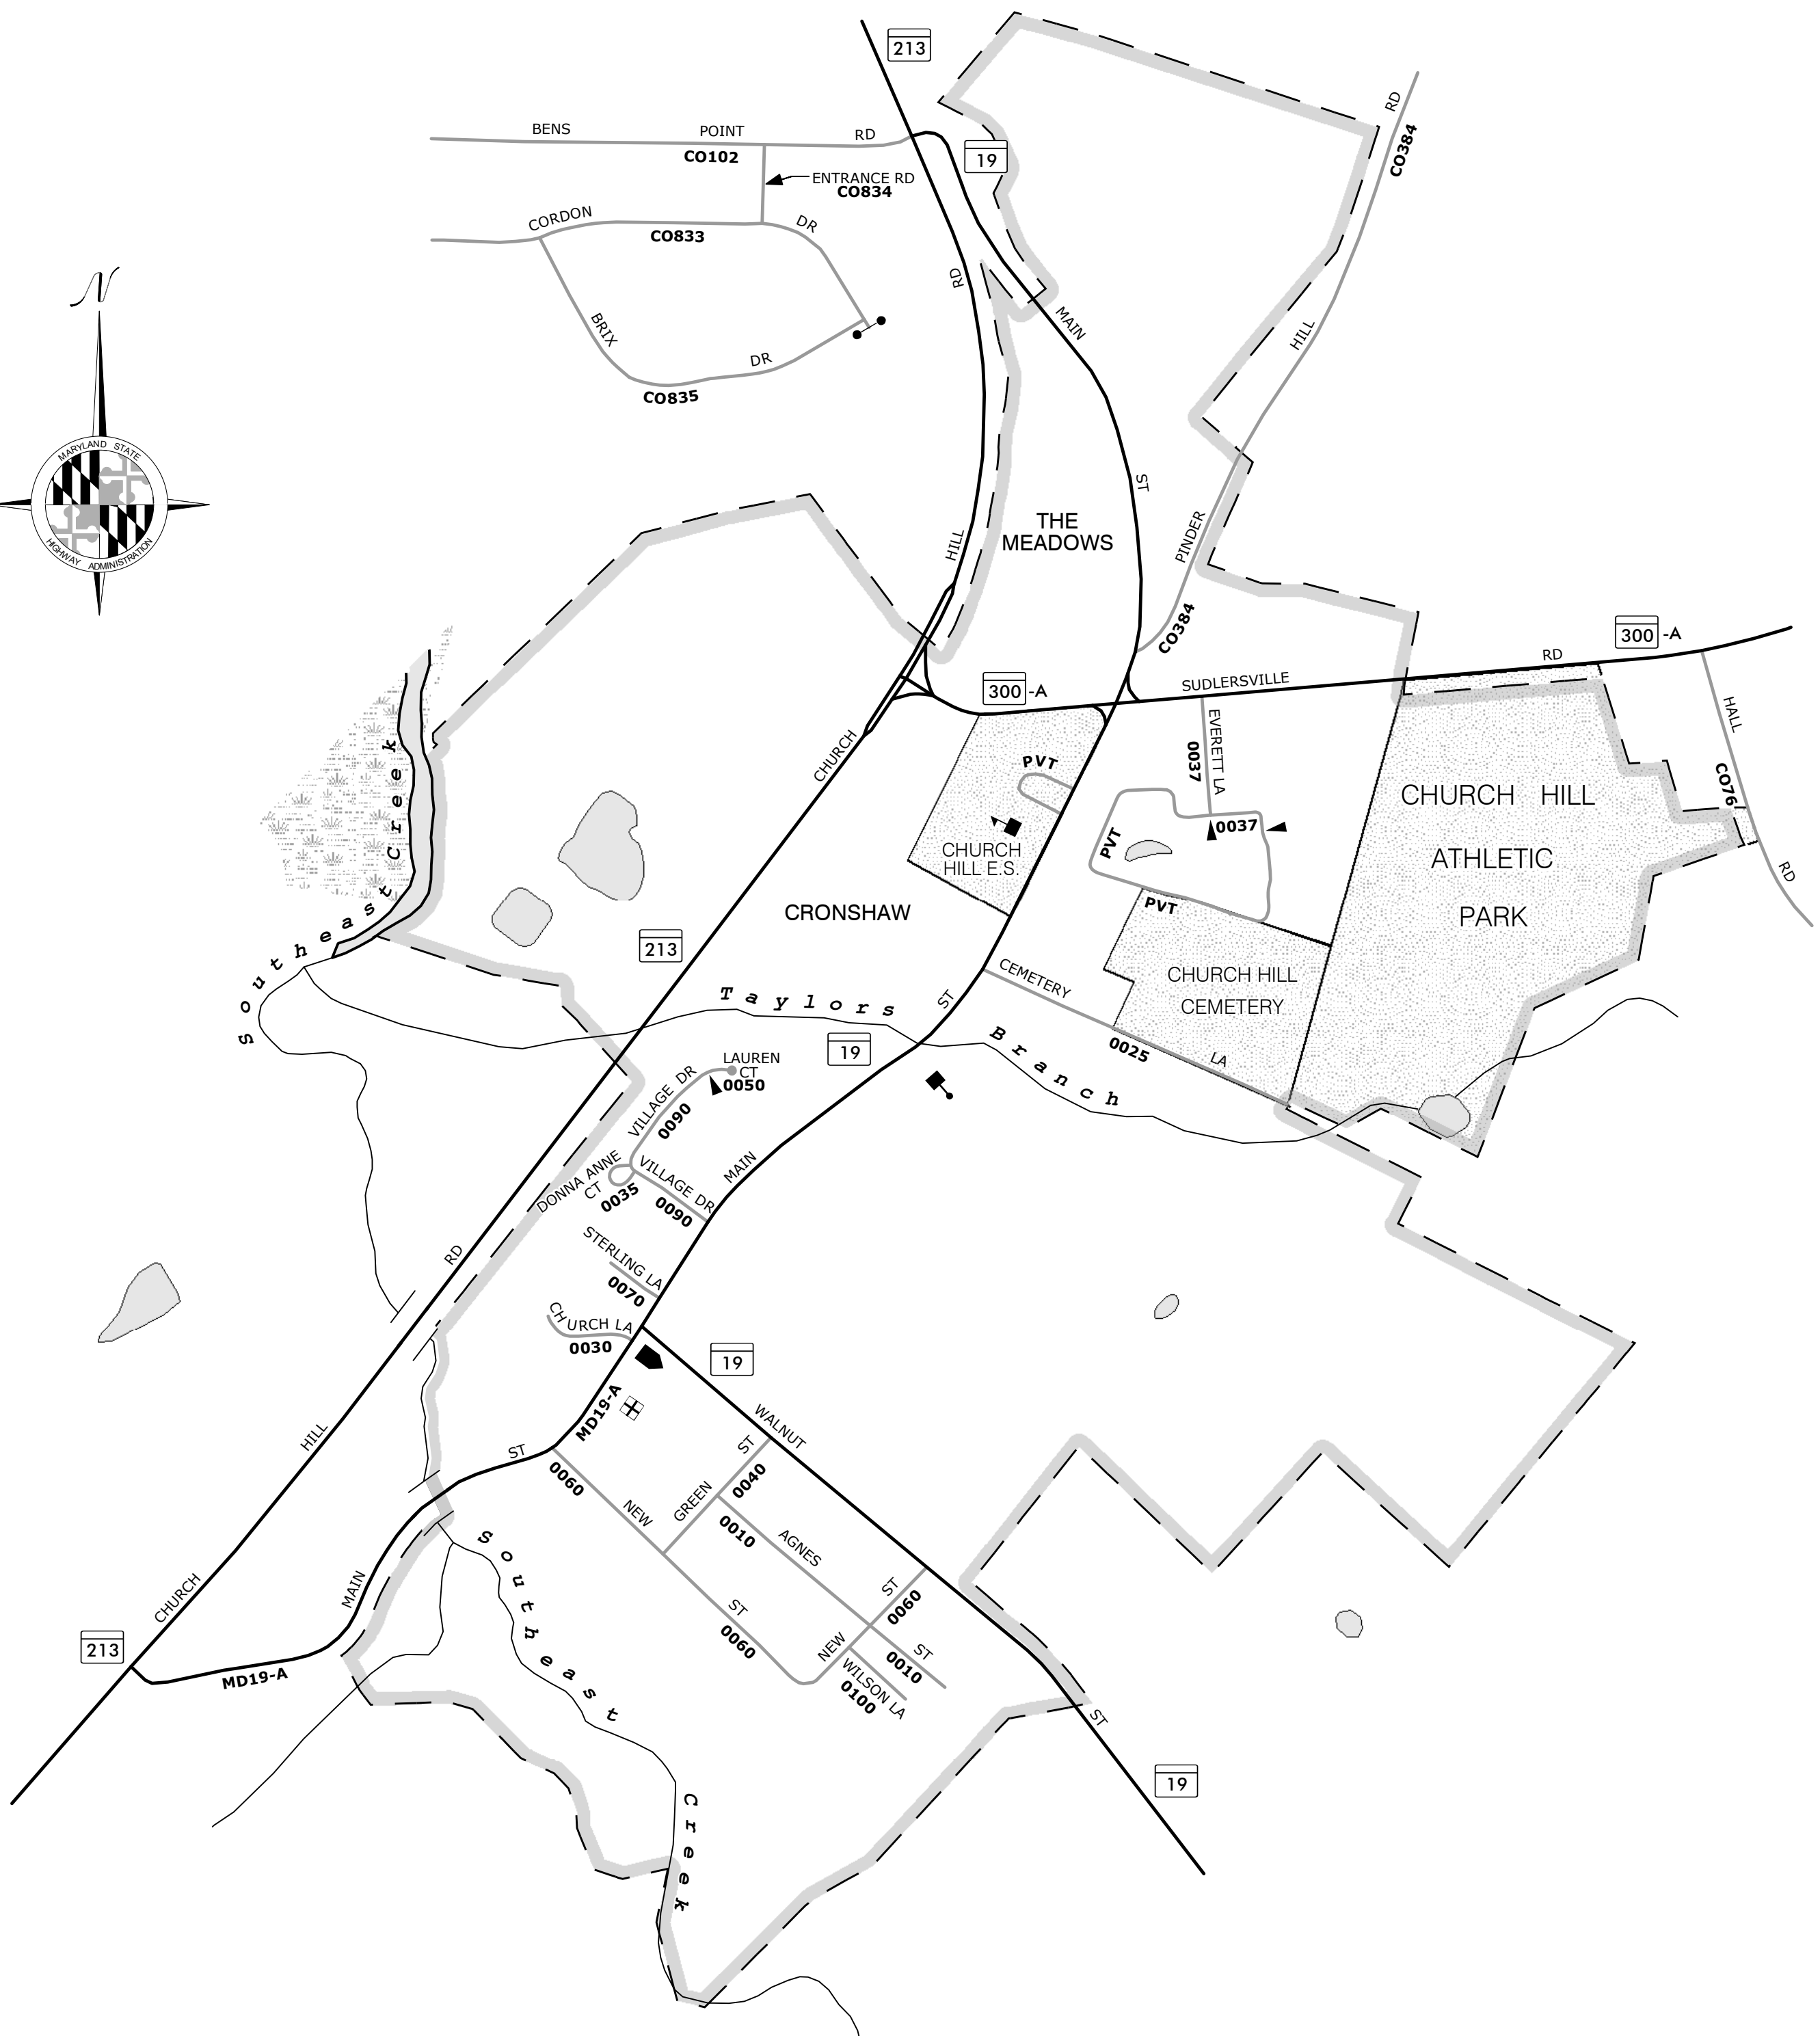 213
RD
CO384
BENS POINT RD
CO102
19
ENTRANCE RD
CO834
CORDON DR
CO833
RD
MAIN
HILL
BRIX DR
CO835
N
MARYLAND STATE
HIGHWAY ADMINISTRATION
ST
THE
MEADOWS
HILL
PINDER
CO384
300 -A
RD
SUDLERSVILLE
300 -A
HALL
CHURCH
PVT
EVERETT LA
0037
CO76
CHURCH HILL
ATHLETIC
PARK
0037
PVT
CHURCH
HILL E.S.
RD
Southeast Creek
CRONSHAW
PVT
213
CEMETERY
CHURCH HILL
CEMETERY
Taylors
ST
19
Branch
0025
LA
LAUREN
CT
0050
VILLAGE DR
0090
DONNA ANNE
CT
0035
VILLAGE DR
0090
MAIN
RD
STERLING LA
0070
CHURCH LA
0030
19
MD19-A
WALNUT
HILL
ST
ST
0040
0060
NEW
GREEN
0010
AGNES
Southeast
CHURCH
MAIN
ST
0060
ST
0060
NEW
ST
0010
WILSON LA
0100
213
MD19-A
ST
19
Creek